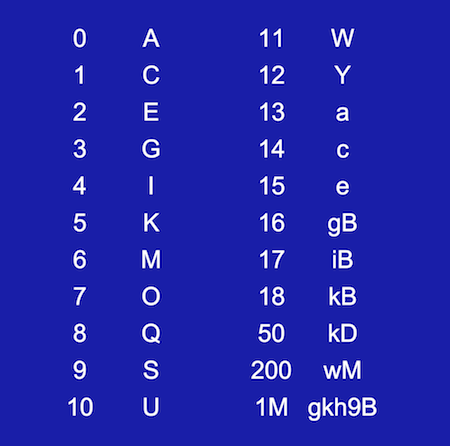 0 A 11 W
1 C 12 Y
2 E 13 a
3 G 14 c
4 I 15 e
5 K 16 gB
6 M 17 iB
7 O 18 kB
8 Q 50 kD
9 S 200 wM
10 U 1M gkh9B